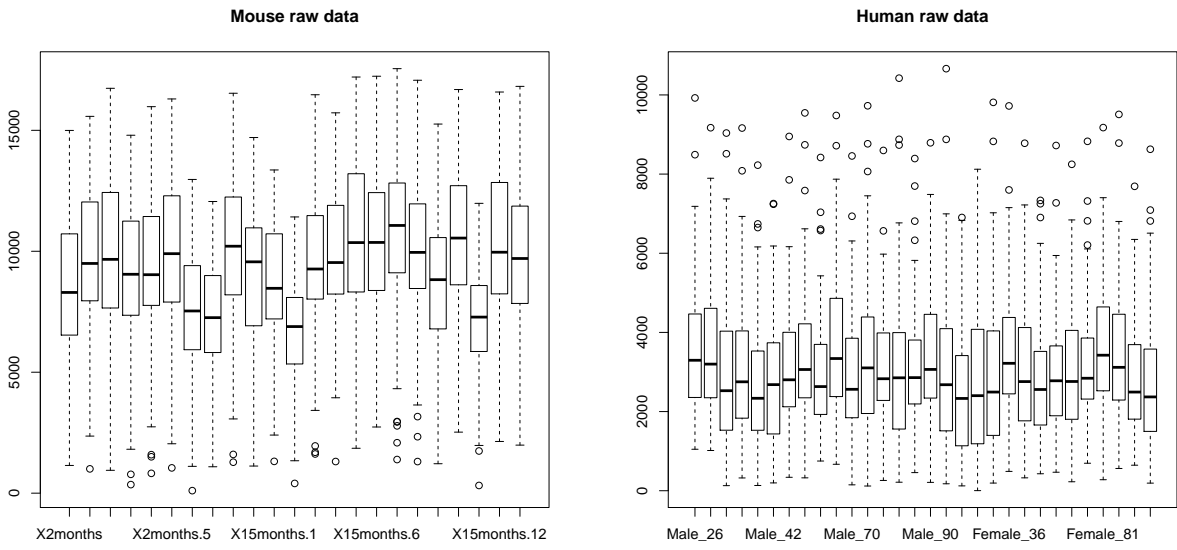 Mouse raw data
15000
10000
5000
0
X2months X2months.5 X15months.1 X15months.6 X15months.12
Human raw data
10000
8000
6000
4000
2000
0
Male_26 Male_42 Male_70 Male_90 Female_36 Female_81